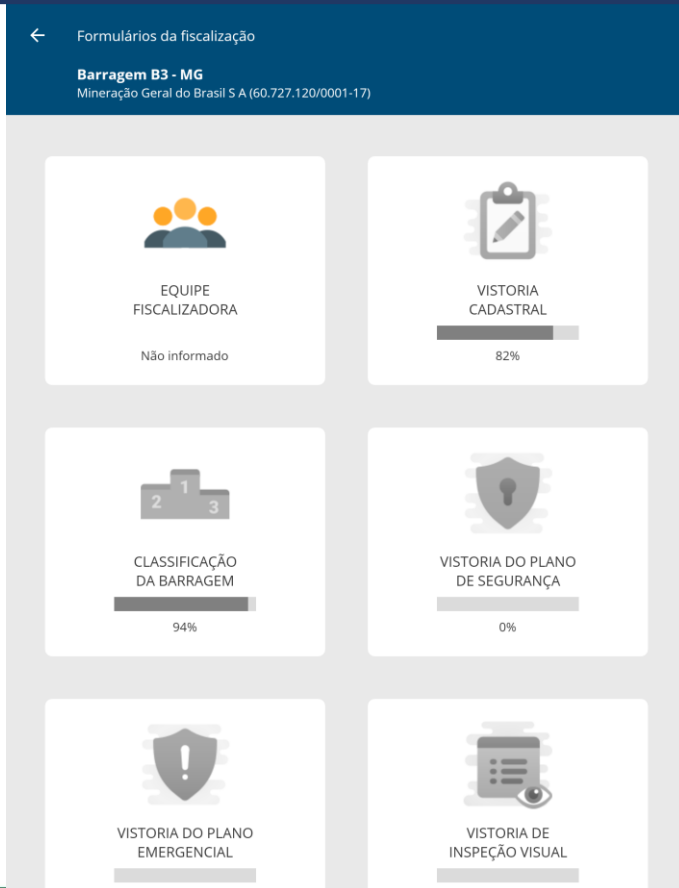 Formulários da fiscalização
Barragem B3 - MG
Mineração Geral do Brasil S A (60.727.120/0001-17)
EQUIPE
FISCALIZADORA
Não informado
VISTORIA
CADASTRAL
82%
2 1 3
CLASSIFICAÇÃO
DA BARRAGEM
94%
VISTORIA DO PLANO
DE SEGURANÇA
0%
VISTORIA DO PLANO
EMERGENCIAL
VISTORIA DE
INSPEÇÃO VISUAL